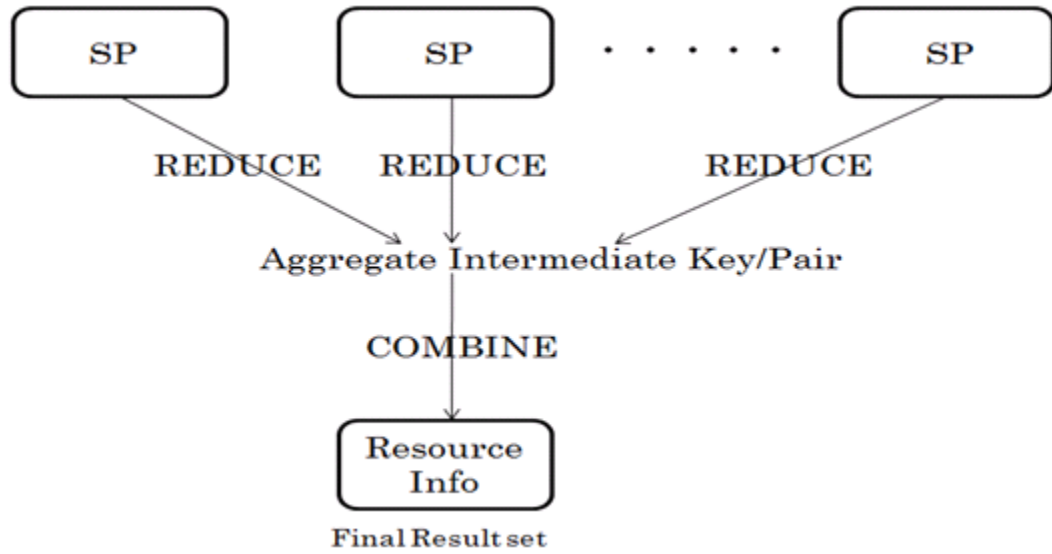 SP
SP
SP
REDUCE
REDUCE
REDUCE
Aggregate Intermediate Key/Pair
COMBINE
Resource
Info
Final Result set